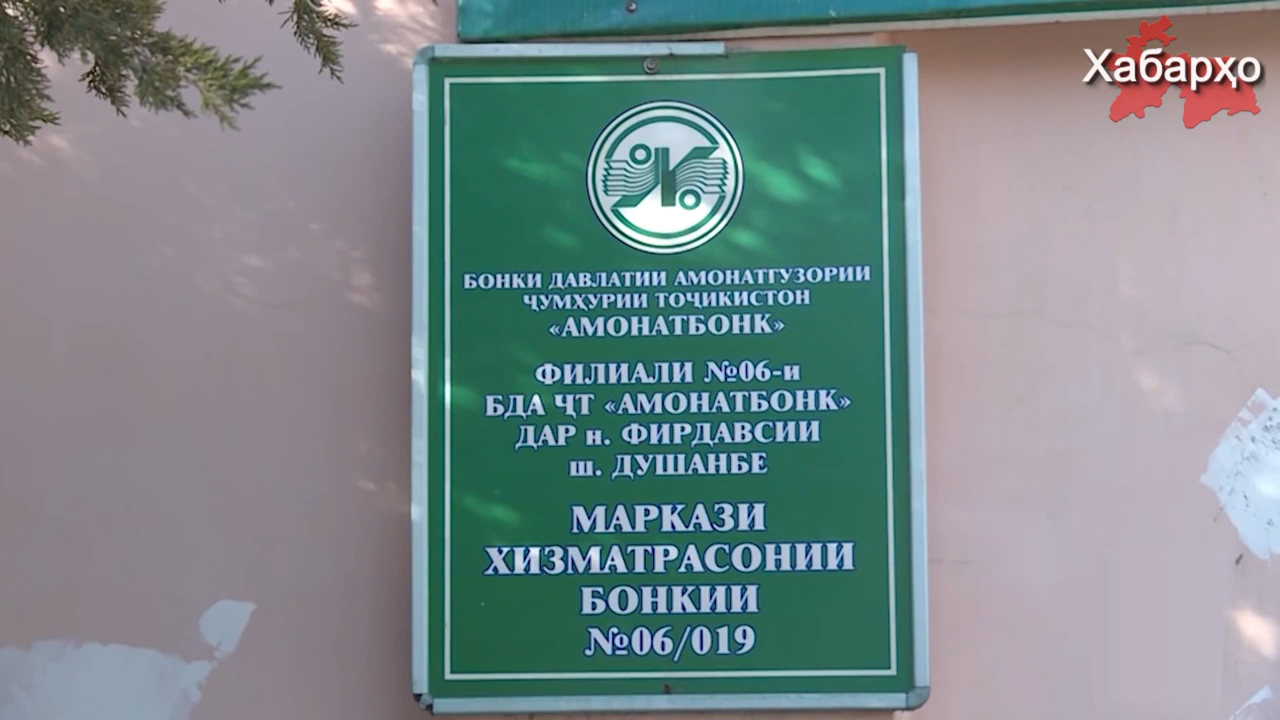 Хабарҳо
БОНКИ ДАВЛАТИИ АМОНАТГУЗОРИИ
ҶУМҲУРИИ ТОҶИКИСТОН
«АМОНАТБОНК»
ФИЛИАЛИ №06-и
БДА ҶТ «АМОНАТБОНК»
ДАР н. ФИРДАВСИИ
ш. ДУШАНБЕ
МАРКАЗИ
ХИЗМАТРАСОНИИ
БОНКИИ
№06/019